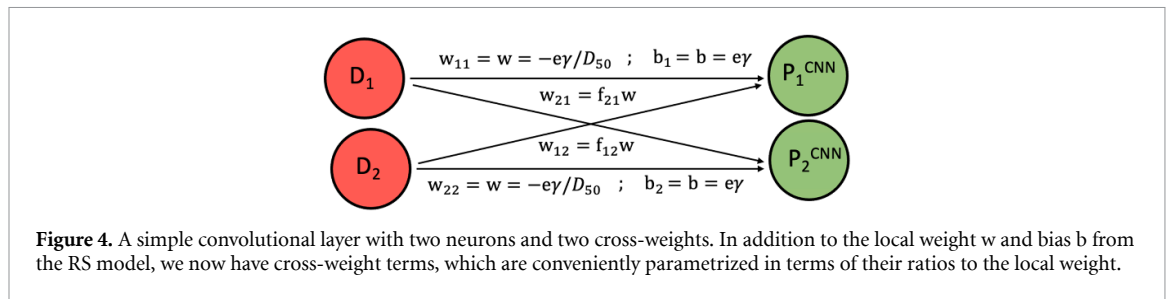 w₁₁ = w = −eγ/D₅₀ ; b₁ = b = eγ
D₁
P₁ᶜᴺᴺ
w₂₁ = f₂₁w
w₁₂ = f₁₂w
D₂
P₂ᶜᴺᴺ
w₂₂ = w = −eγ/D₅₀ ; b₂ = b = eγ
Figure 4. A simple convolutional layer with two neurons and two cross-weights. In addition to the local weight w and bias b from
the RS model, we now have cross-weight terms, which are conveniently parametrized in terms of their ratios to the local weight.